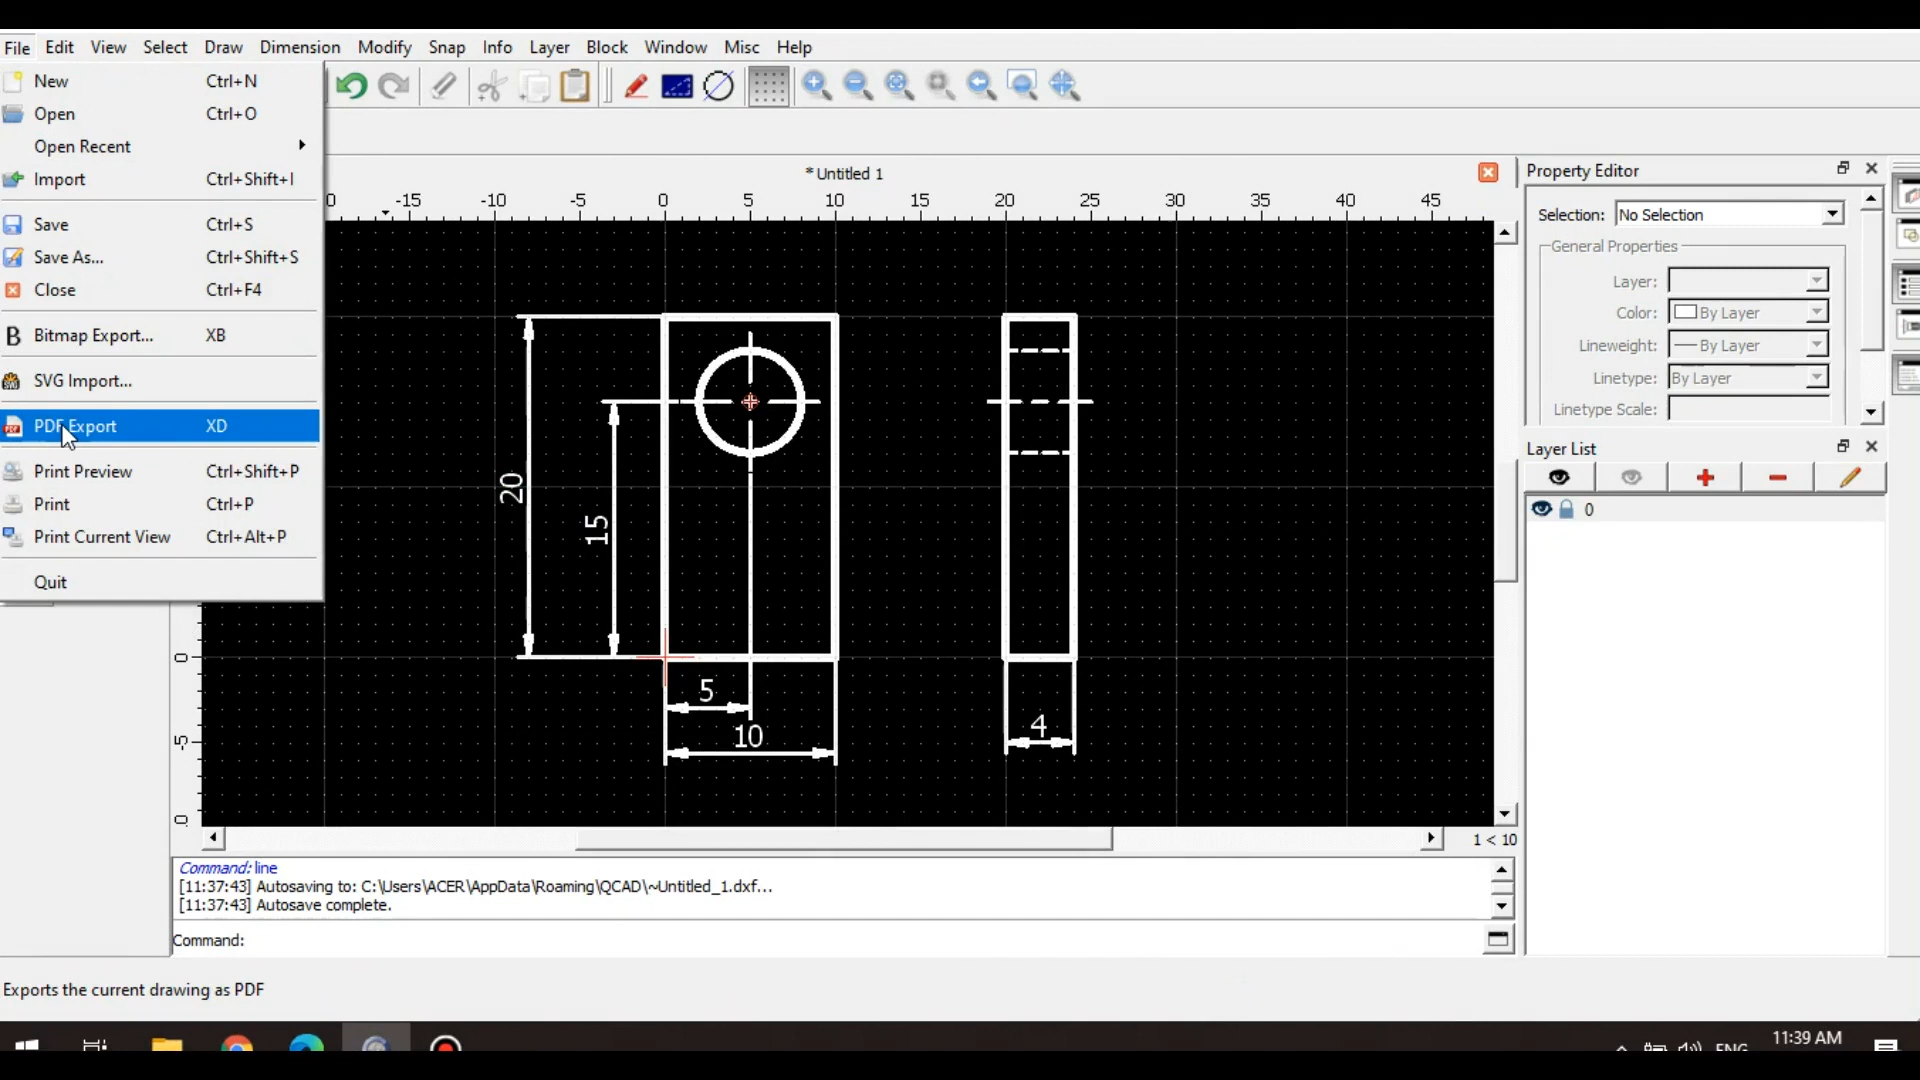 File Edit View Select Draw Dimension Modify Snap Info Layer Block Window Misc Help
New Ctrl+N
Open Ctrl+O
Open Recent
Import Ctrl+Shift+I
Save Ctrl+S
Save As... Ctrl+Shift+S
Close Ctrl+F4
Bitmap Export... XB
SVG Import...
PDF Export XD
Print Preview Ctrl+Shift+P
Print Ctrl+P
Print Current View Ctrl+Alt+P
Quit
* Untitled 1
0 -15 -10 -5 0 5 10 15 20 25 30 35 40 45
20
15
5
10
4
0
-5
0
1 < 10
Property Editor
Selection: No Selection
General Properties
Layer:
Color: By Layer
Lineweight: By Layer
Linetype: By Layer
Linetype Scale:
Layer List
0
Command: line
[11:37:43] Autosaving to: C:\Users\ACER\AppData\Roaming\QCAD\~Untitled_1.dxf...
[11:37:43] Autosave complete.
Command:
Exports the current drawing as PDF
ENG
11:39 AM